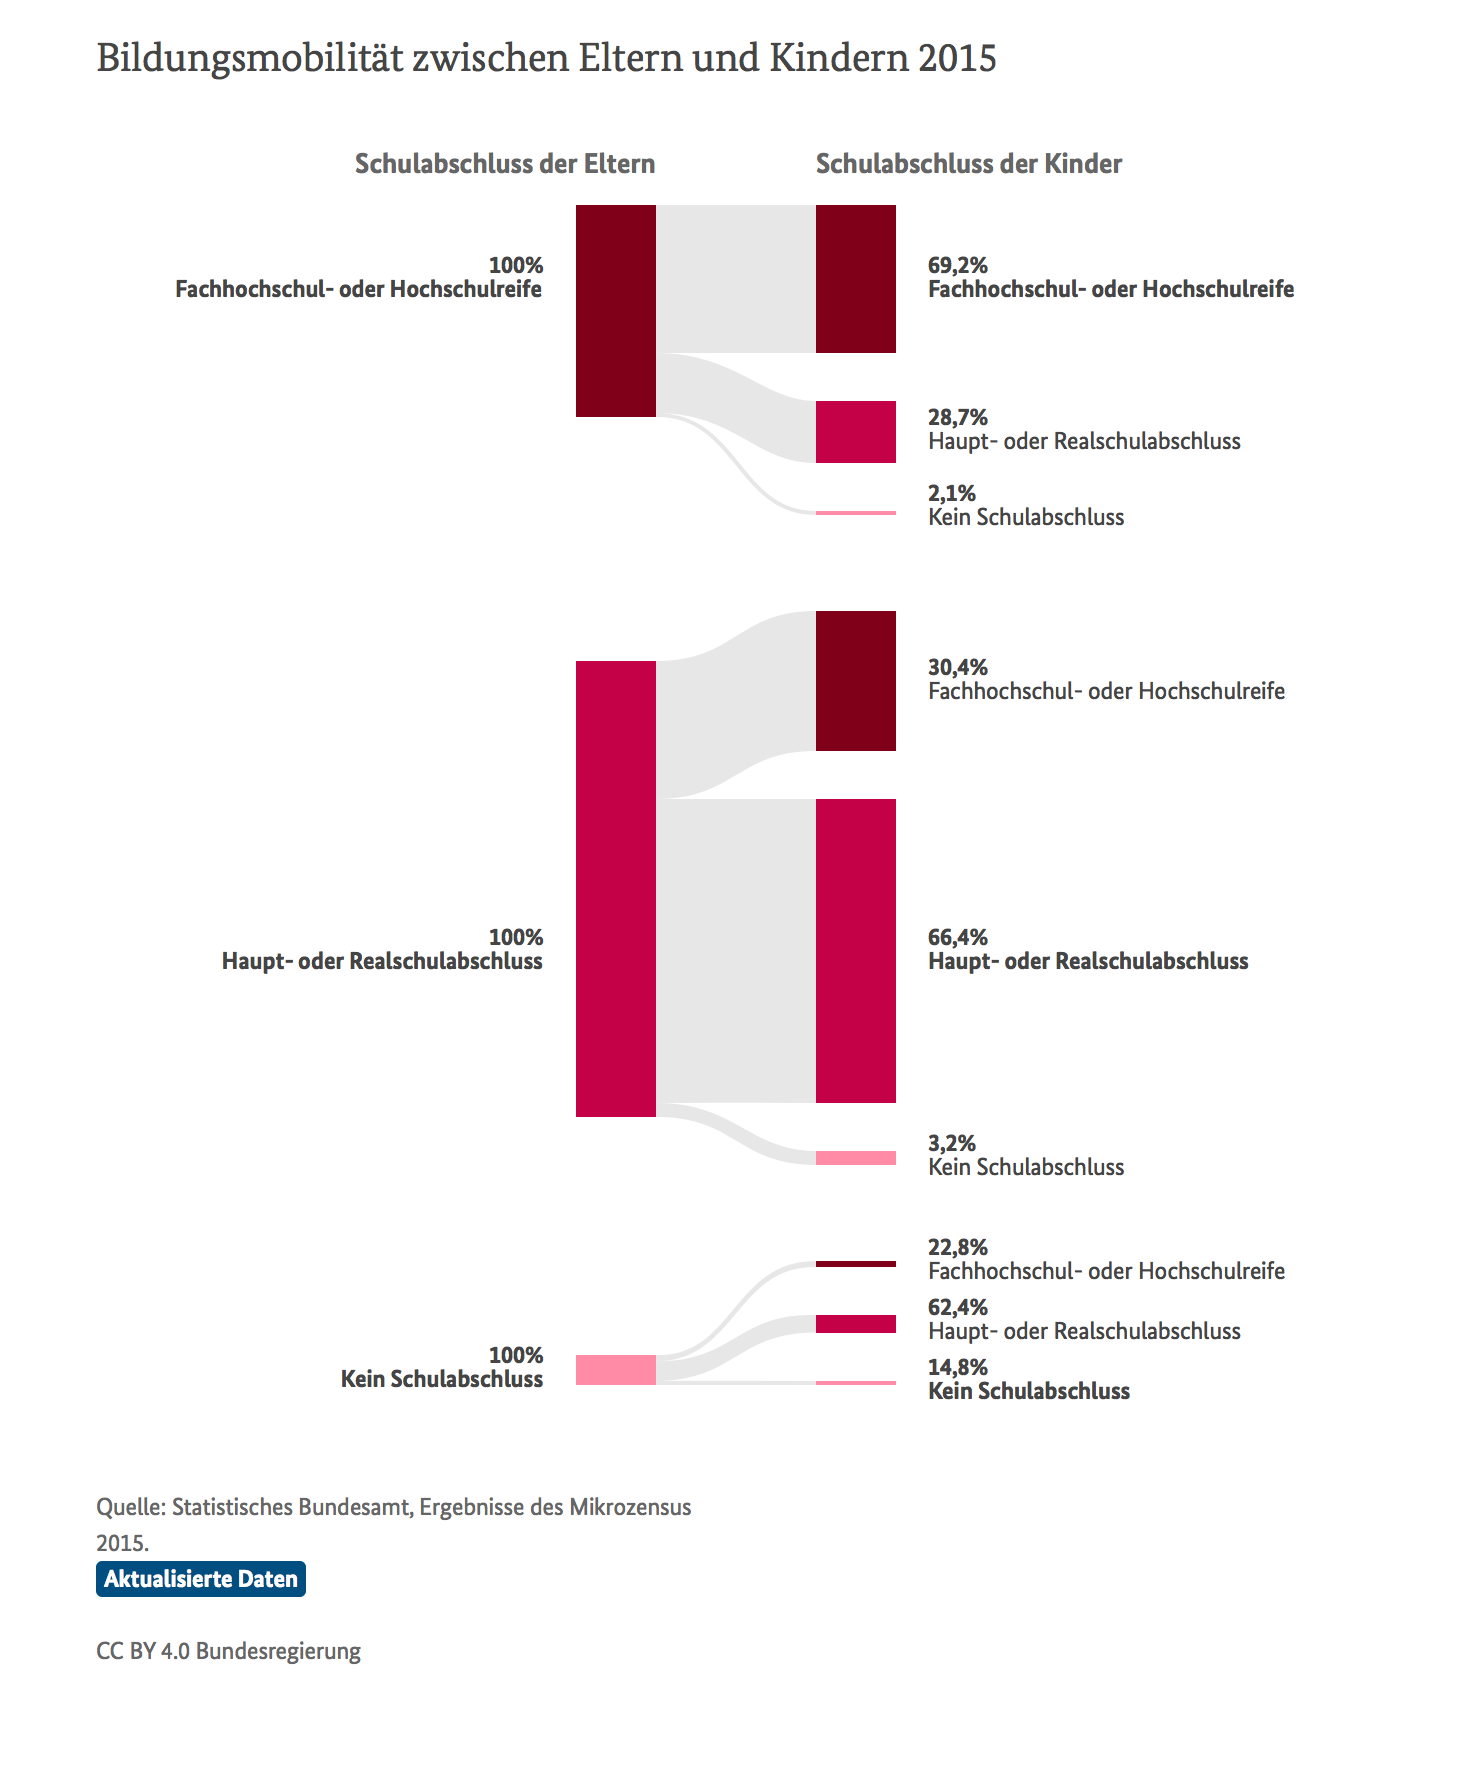 Bildungsmobilität zwischen Eltern und Kindern 2015
Schulabschluss der Eltern
Schulabschluss der Kinder
100%
Fachhochschul- oder Hochschulreife
69,2%
Fachhochschul- oder Hochschulreife
28,7%
Haupt- oder Realschulabschluss
2,1%
Kein Schulabschluss
100%
Haupt- oder Realschulabschluss
30,4%
Fachhochschul- oder Hochschulreife
66,4%
Haupt- oder Realschulabschluss
3,2%
Kein Schulabschluss
100%
Kein Schulabschluss
22,8%
Fachhochschul- oder Hochschulreife
62,4%
Haupt- oder Realschulabschluss
14,8%
Kein Schulabschluss
Quelle: Statistisches Bundesamt, Ergebnisse des Mikrozensus
2015.
Aktualisierte Daten
CC BY 4.0 Bundesregierung